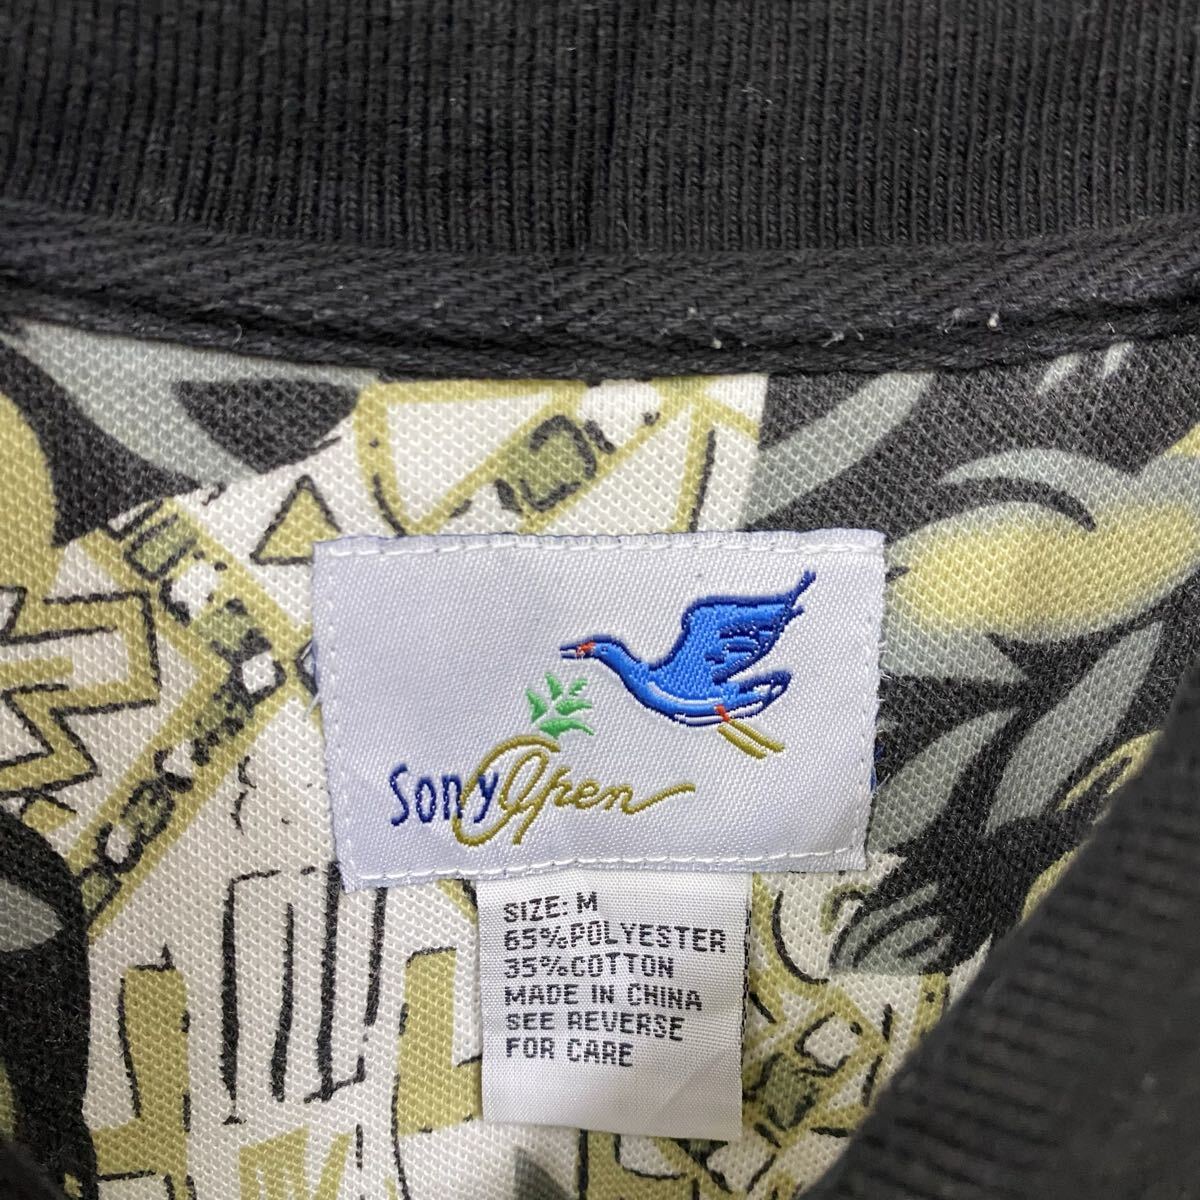 Sony Open
SIZE: M
65%POLYESTER
35%COTTON
MADE IN CHINA
SEE REVERSE
FOR CARE